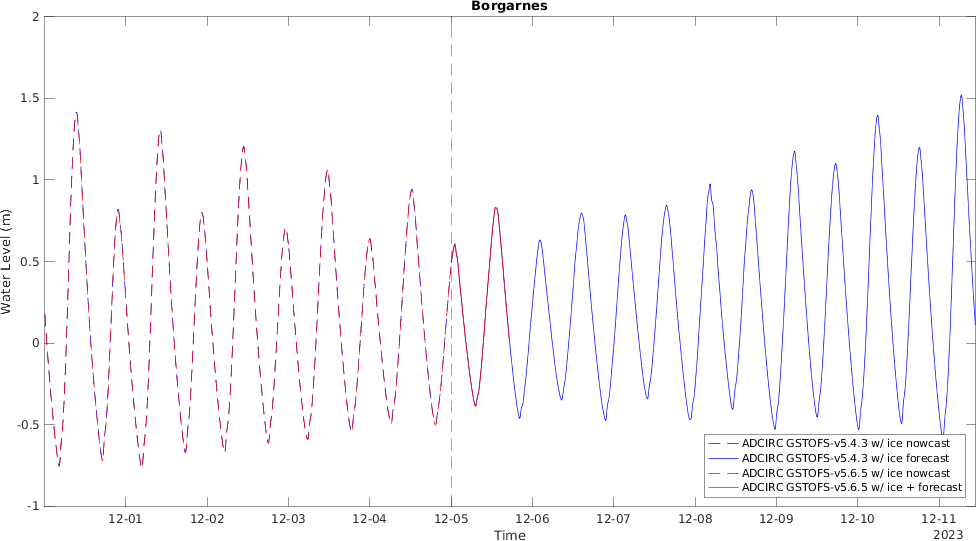 Borgarnes
2
1.5
1
0.5
0
-0.5
-1
Water Level (m)
12-01 12-02 12-03 12-04 12-05 12-06 12-07 12-08 12-09 12-10 12-11
2023
Time
ADCIRC GSTOFS-v5.4.3 w/ ice nowcast
ADCIRC GSTOFS-v5.4.3 w/ ice forecast
ADCIRC GSTOFS-v5.6.5 w/ ice nowcast
ADCIRC GSTOFS-v5.6.5 w/ ice + forecast